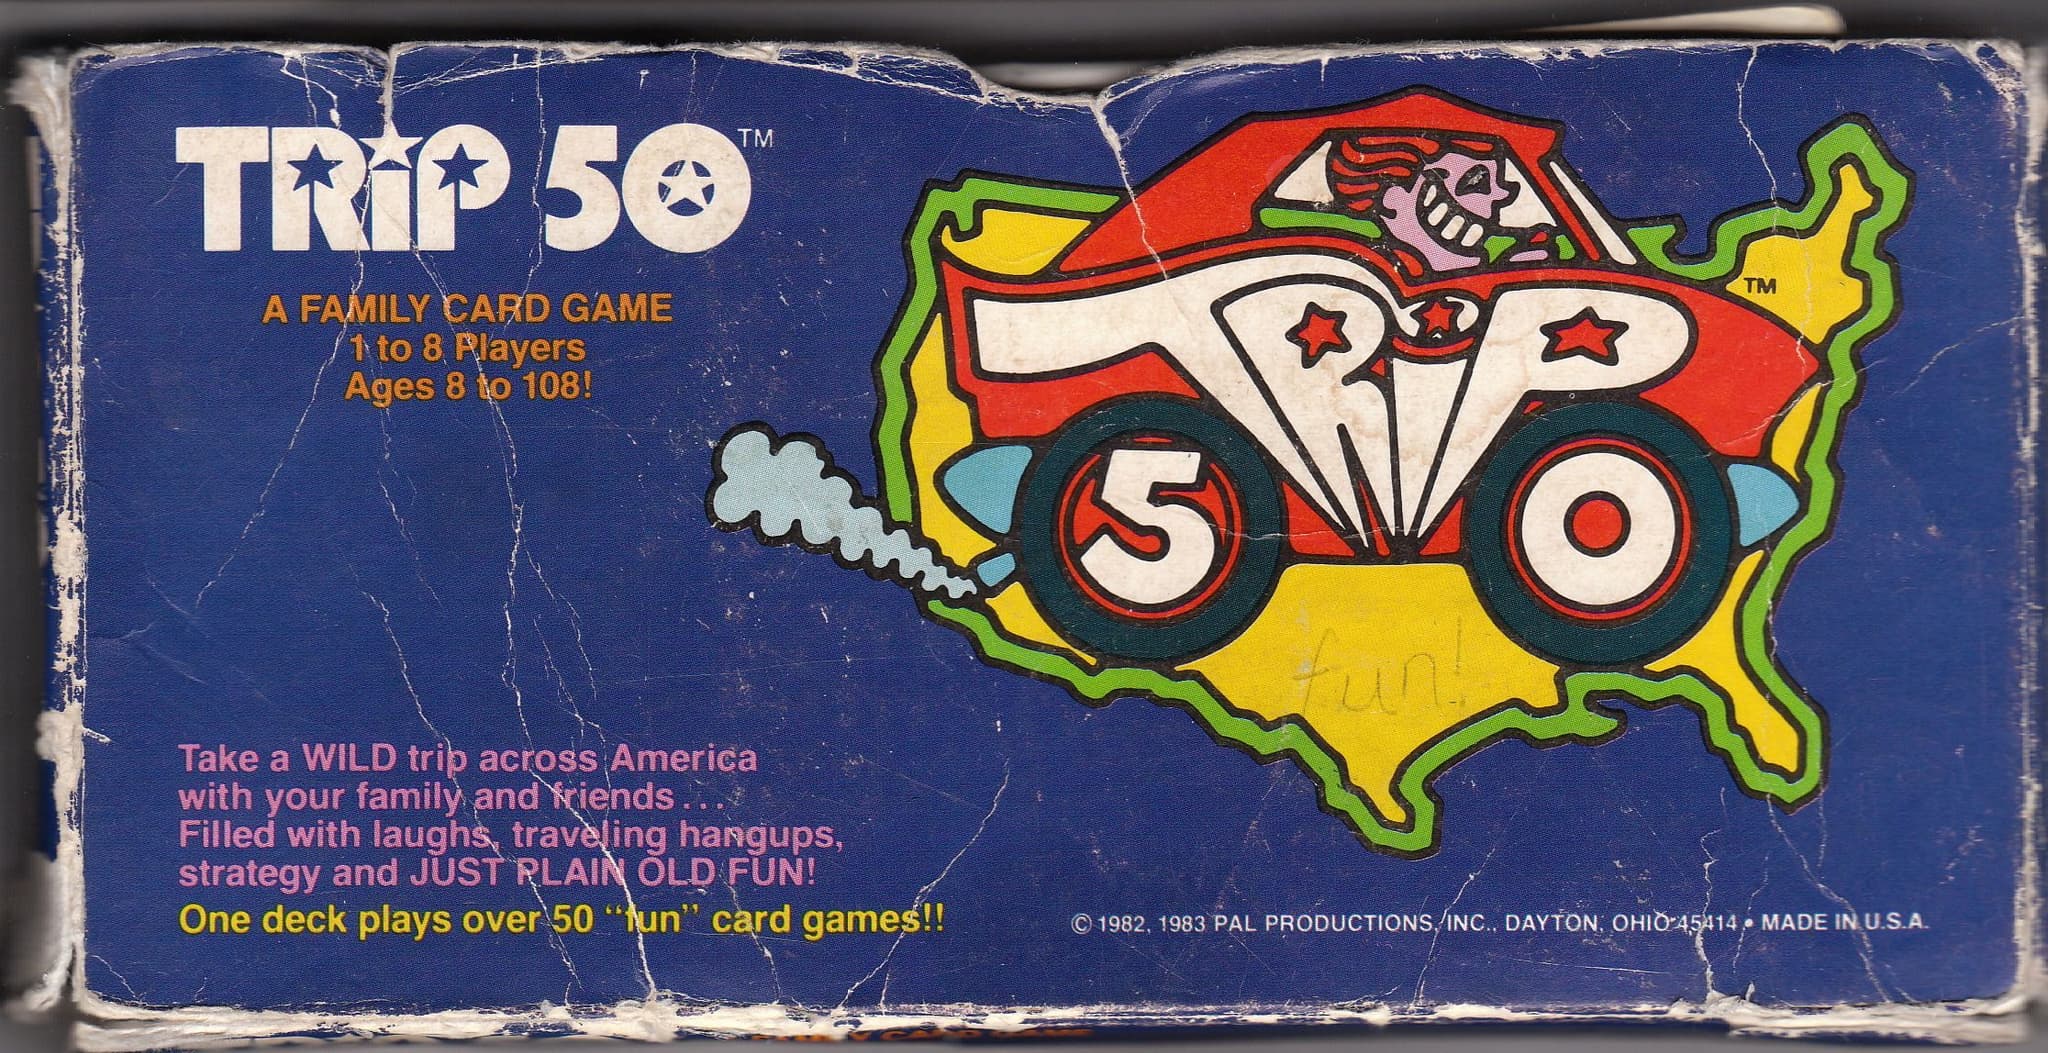 TRiP 50™
A FAMILY CARD GAME
1 to 8 Players
Ages 8 to 108!
TRiP
TM
5 0
fun!
Take a WILD trip across America
with your family and friends...
Filled with laughs, traveling hangups,
strategy and JUST PLAIN OLD FUN!
One deck plays over 50 “fun” card games!!
© 1982, 1983 PAL PRODUCTIONS, INC., DAYTON, OHIO 45414 • MADE IN U.S.A.